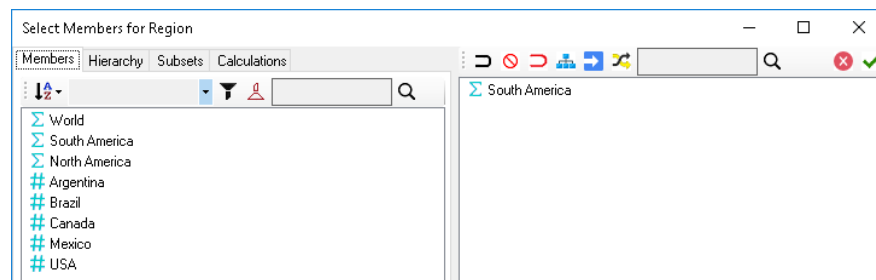 Select Members for Region
Members Hierarchy Subsets Calculations
World
South America
North America
Argentina
Brazil
Canada
Mexico
USA
South America